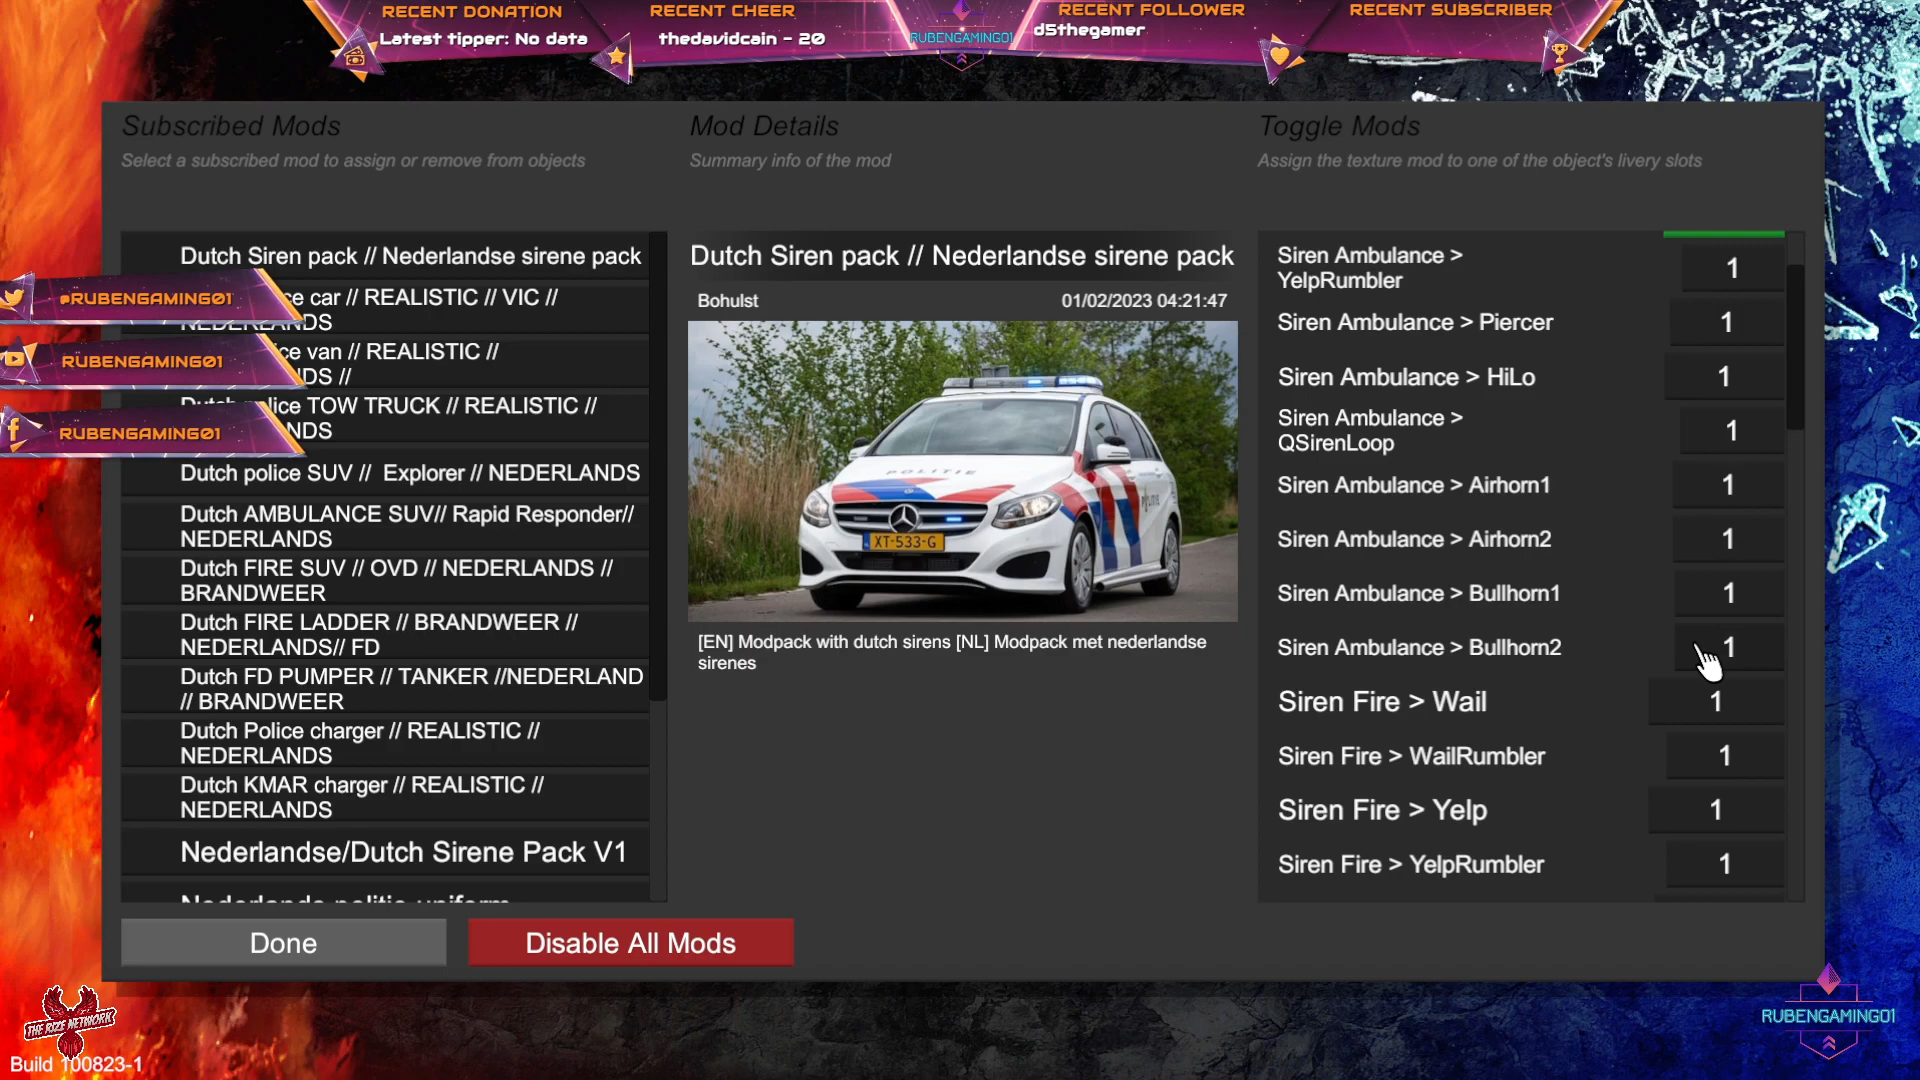 RECENT DONATION
Latest tipper: No data
RECENT CHEER
thedavidcain - 20
RUBENGAMING01
RECENT FOLLOWER
d5thegamer
RECENT SUBSCRIBER
Subscribed Mods
Select a subscribed mod to assign or remove from objects
Dutch Siren pack // Nederlandse sirene pack
@RUBENGAMING01
car // REALISTIC // VIC //
RUBENGAMING01
van // REALISTIC //
TOW TRUCK // REALISTIC //
RUBENGAMING01
Dutch police SUV //  Explorer // NEDERLANDS
Dutch AMBULANCE SUV// Rapid Responder//
NEDERLANDS
Dutch FIRE SUV // OVD // NEDERLANDS //
BRANDWEER
Dutch FIRE LADDER // BRANDWEER //
NEDERLANDS// FD
Dutch FD PUMPER // TANKER //NEDERLAND
// BRANDWEER
Dutch Police charger // REALISTIC //
NEDERLANDS
Dutch KMAR charger // REALISTIC //
NEDERLANDS
Nederlandse/Dutch Sirene Pack V1
Done
Disable All Mods
Mod Details
Summary info of the mod
Dutch Siren pack // Nederlandse sirene pack
Bohulst
01/02/2023 04:21:47
POLITIE
POLITIE
XT-533-G
[EN] Modpack with dutch sirens [NL] Modpack met nederlandse
sirenes
Toggle Mods
Assign the texture mod to one of the object's livery slots
Siren Ambulance >
YelpRumbler
1
Siren Ambulance > Piercer
1
Siren Ambulance > HiLo
1
Siren Ambulance >
QSirenLoop
1
Siren Ambulance > Airhorn1
1
Siren Ambulance > Airhorn2
1
Siren Ambulance > Bullhorn1
1
Siren Ambulance > Bullhorn2
1
Siren Fire > Wail
1
Siren Fire > WailRumbler
1
Siren Fire > Yelp
1
Siren Fire > YelpRumbler
1
THE RIZE NETWORK
Build 100823-1
RUBENGAMING01